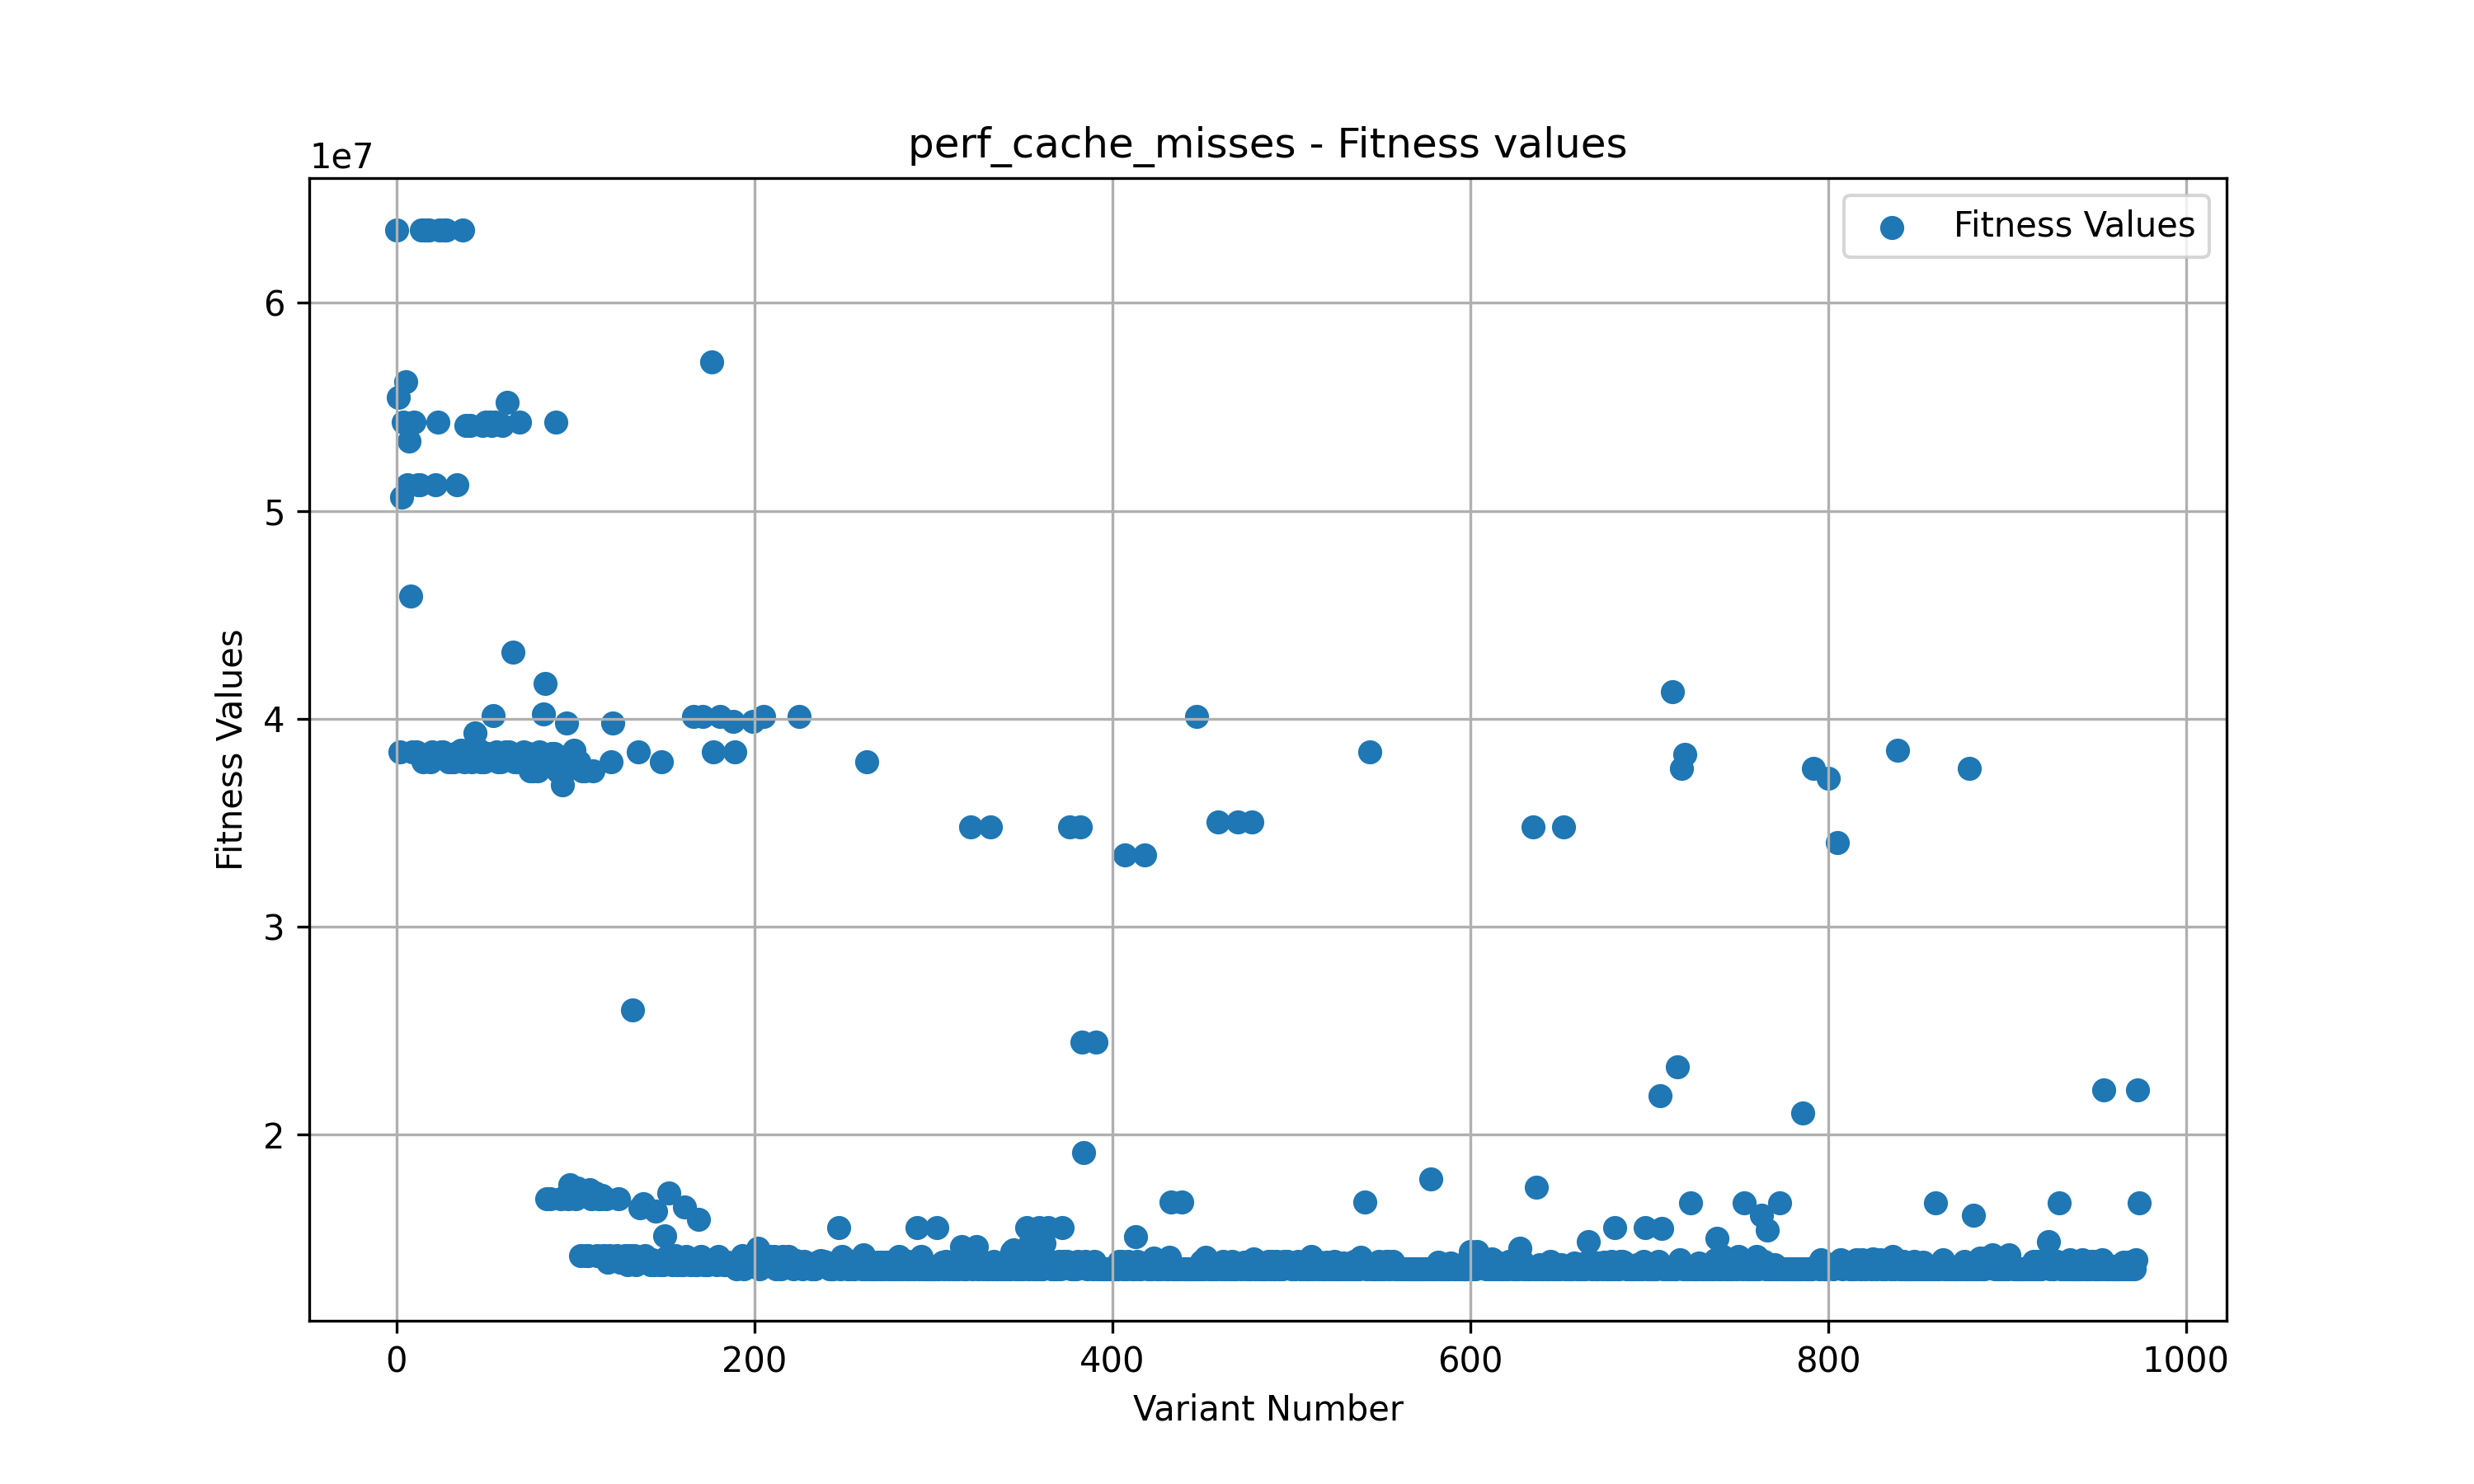 perf_cache_misses - Fitness values
1e7
Fitness Values
6
5
4
3
2
Fitness Values
0 200 400 600 800 1000
Variant Number